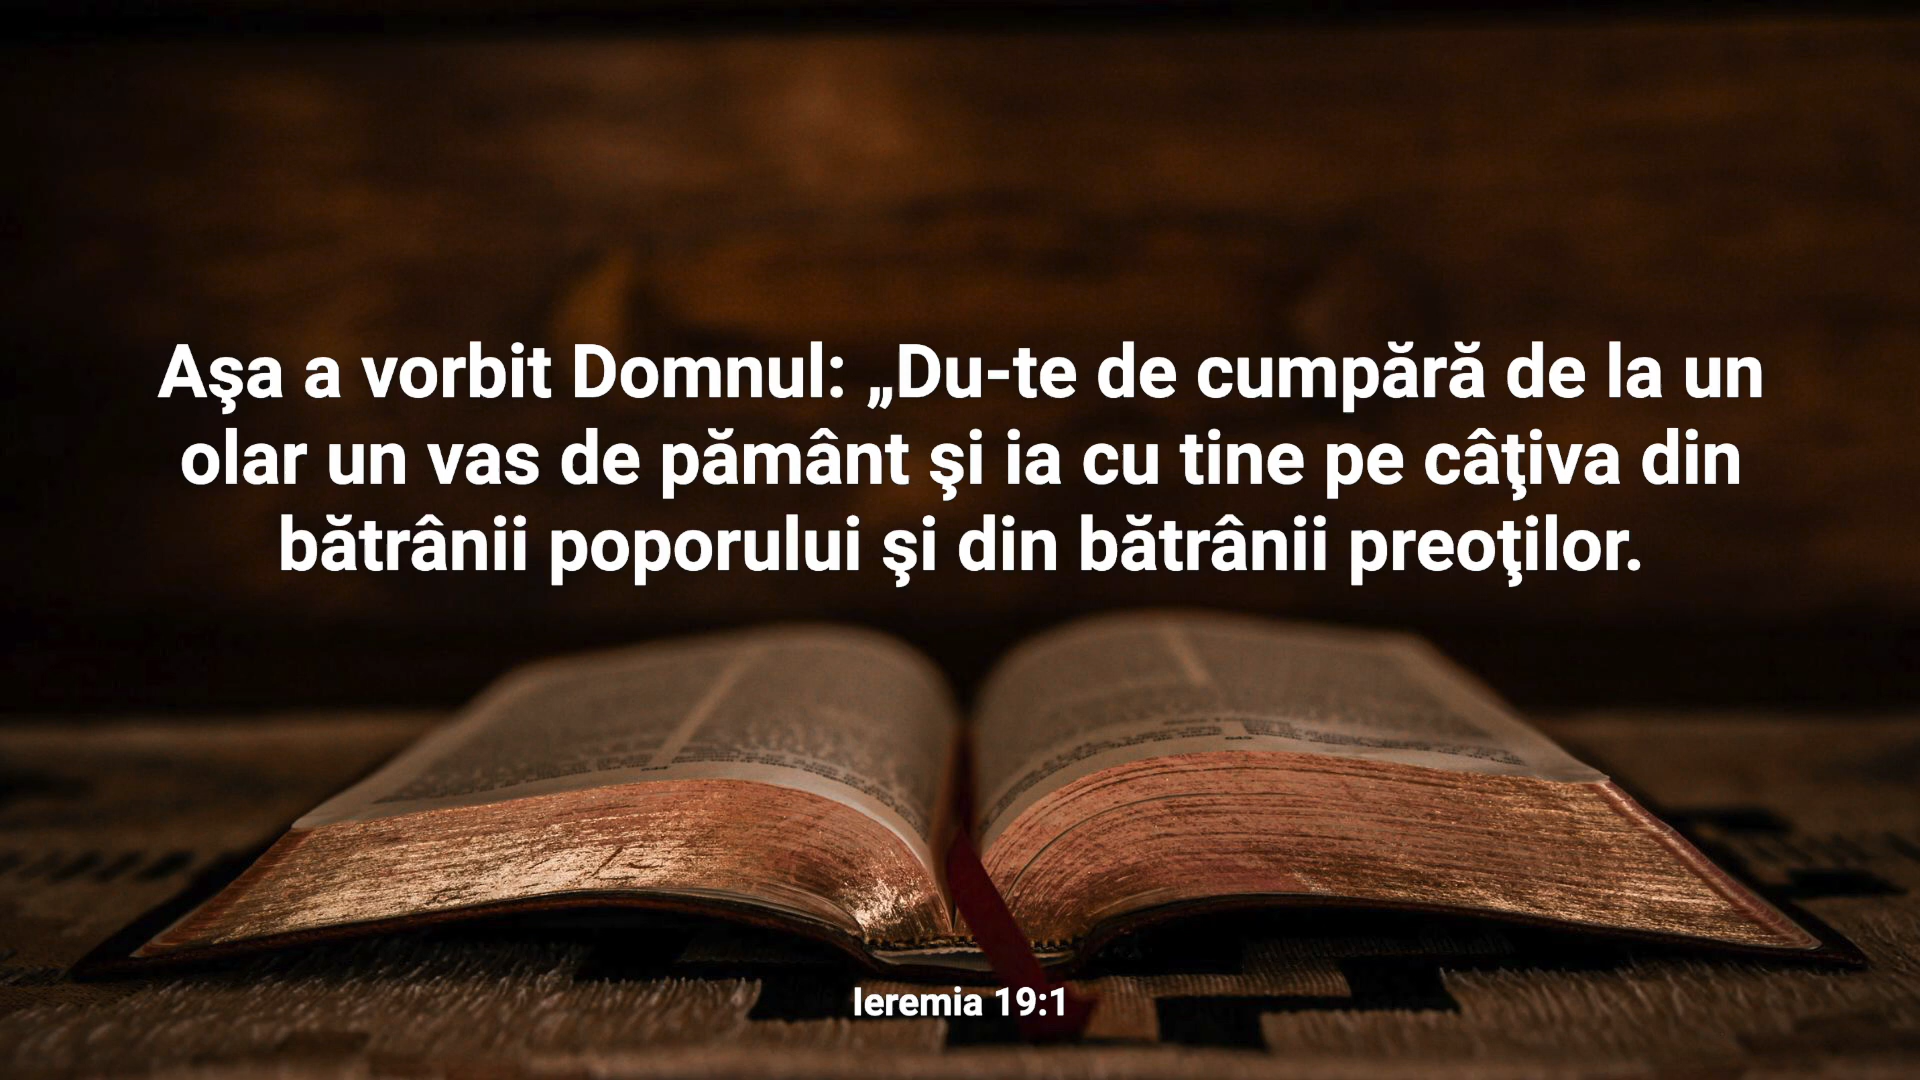 Aşa a vorbit Domnul: „Du-te de cumpără de la un
olar un vas de pământ şi ia cu tine pe câţiva din
bătrânii poporului şi din bătrânii preoţilor.
Ieremia 19:1